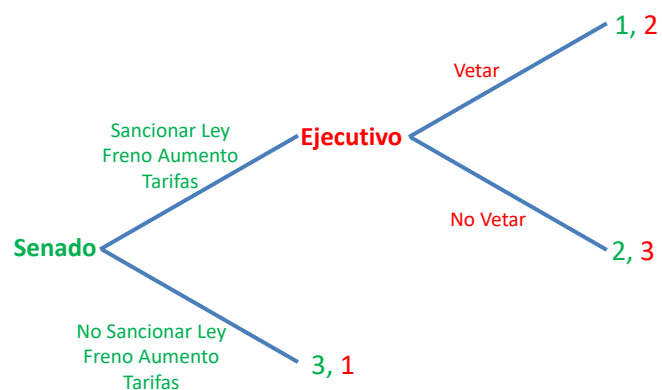 1, 2
Vetar
Sancionar Ley
Freno Aumento
Tarifas
Ejecutivo
No Vetar
Senado
2, 3
No Sancionar Ley
Freno Aumento
Tarifas
3, 1